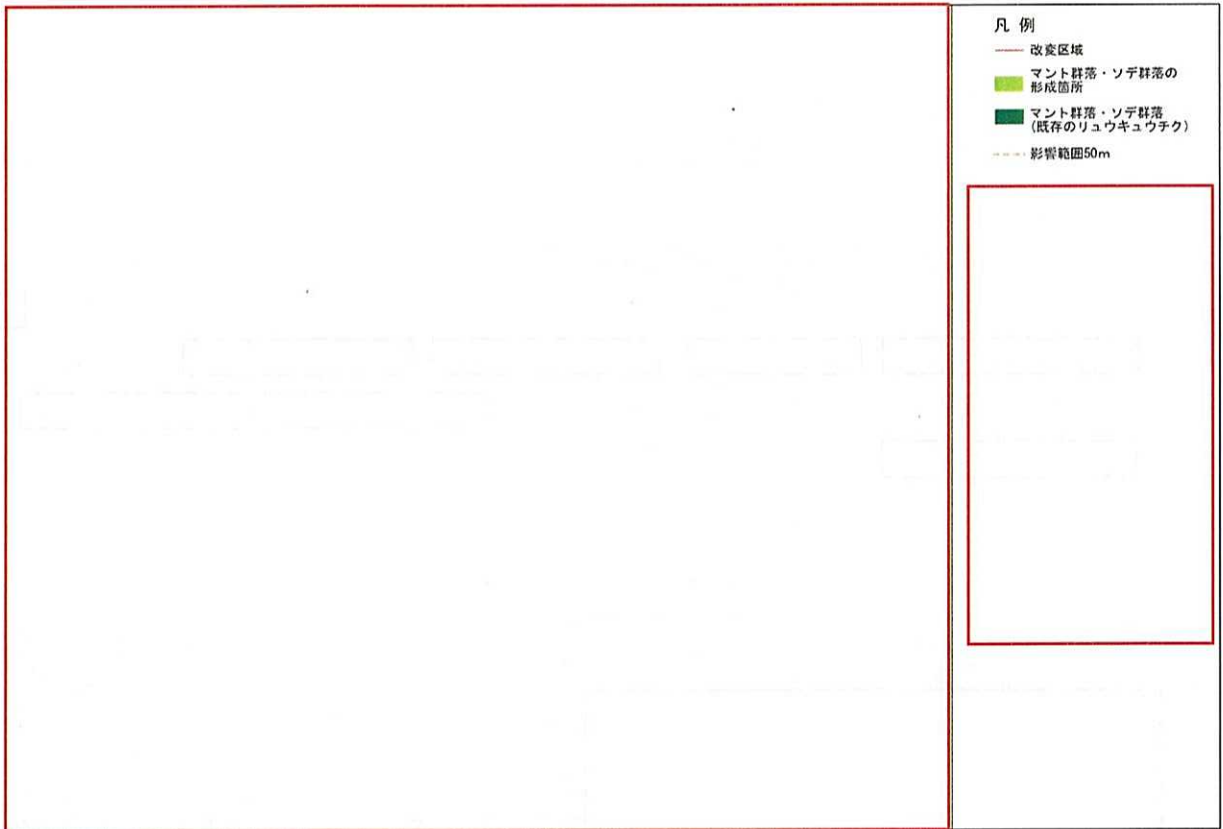 凡 例
改変区域
マント群落・ソデ群落の
形成箇所
マント群落・ソデ群落
(既存のリュウキュウチク)
影響範囲50m